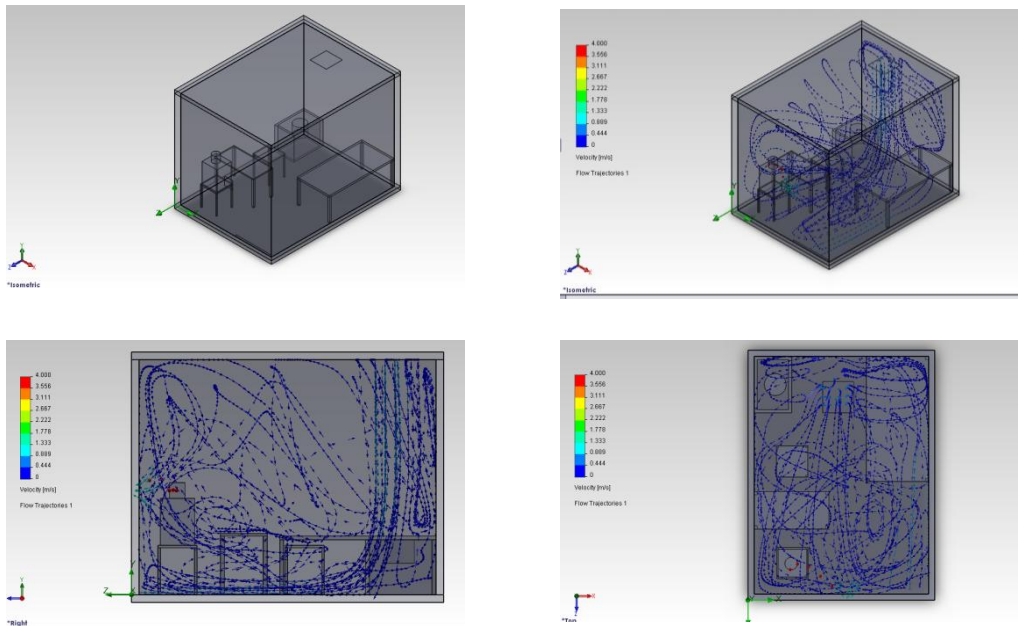 Y
Z
Y
Z X
*Isometric
4.000
3.556
3.111
2.667
2.222
1.778
1.333
0.889
0.444
0
Velocity [m/s]
Flow Trajectories 1
Y
Z
Y
Z X
*Isometric
4.000
3.556
3.111
2.667
2.222
1.778
1.333
0.889
0.444
0
Velocity [m/s]
Flow Trajectories 1
Y
Z
Y
*Right
4.000
3.556
3.111
2.667
2.222
1.778
1.333
0.889
0.444
0
Velocity [m/s]
Flow Trajectories 1
X
X
Z
*Top